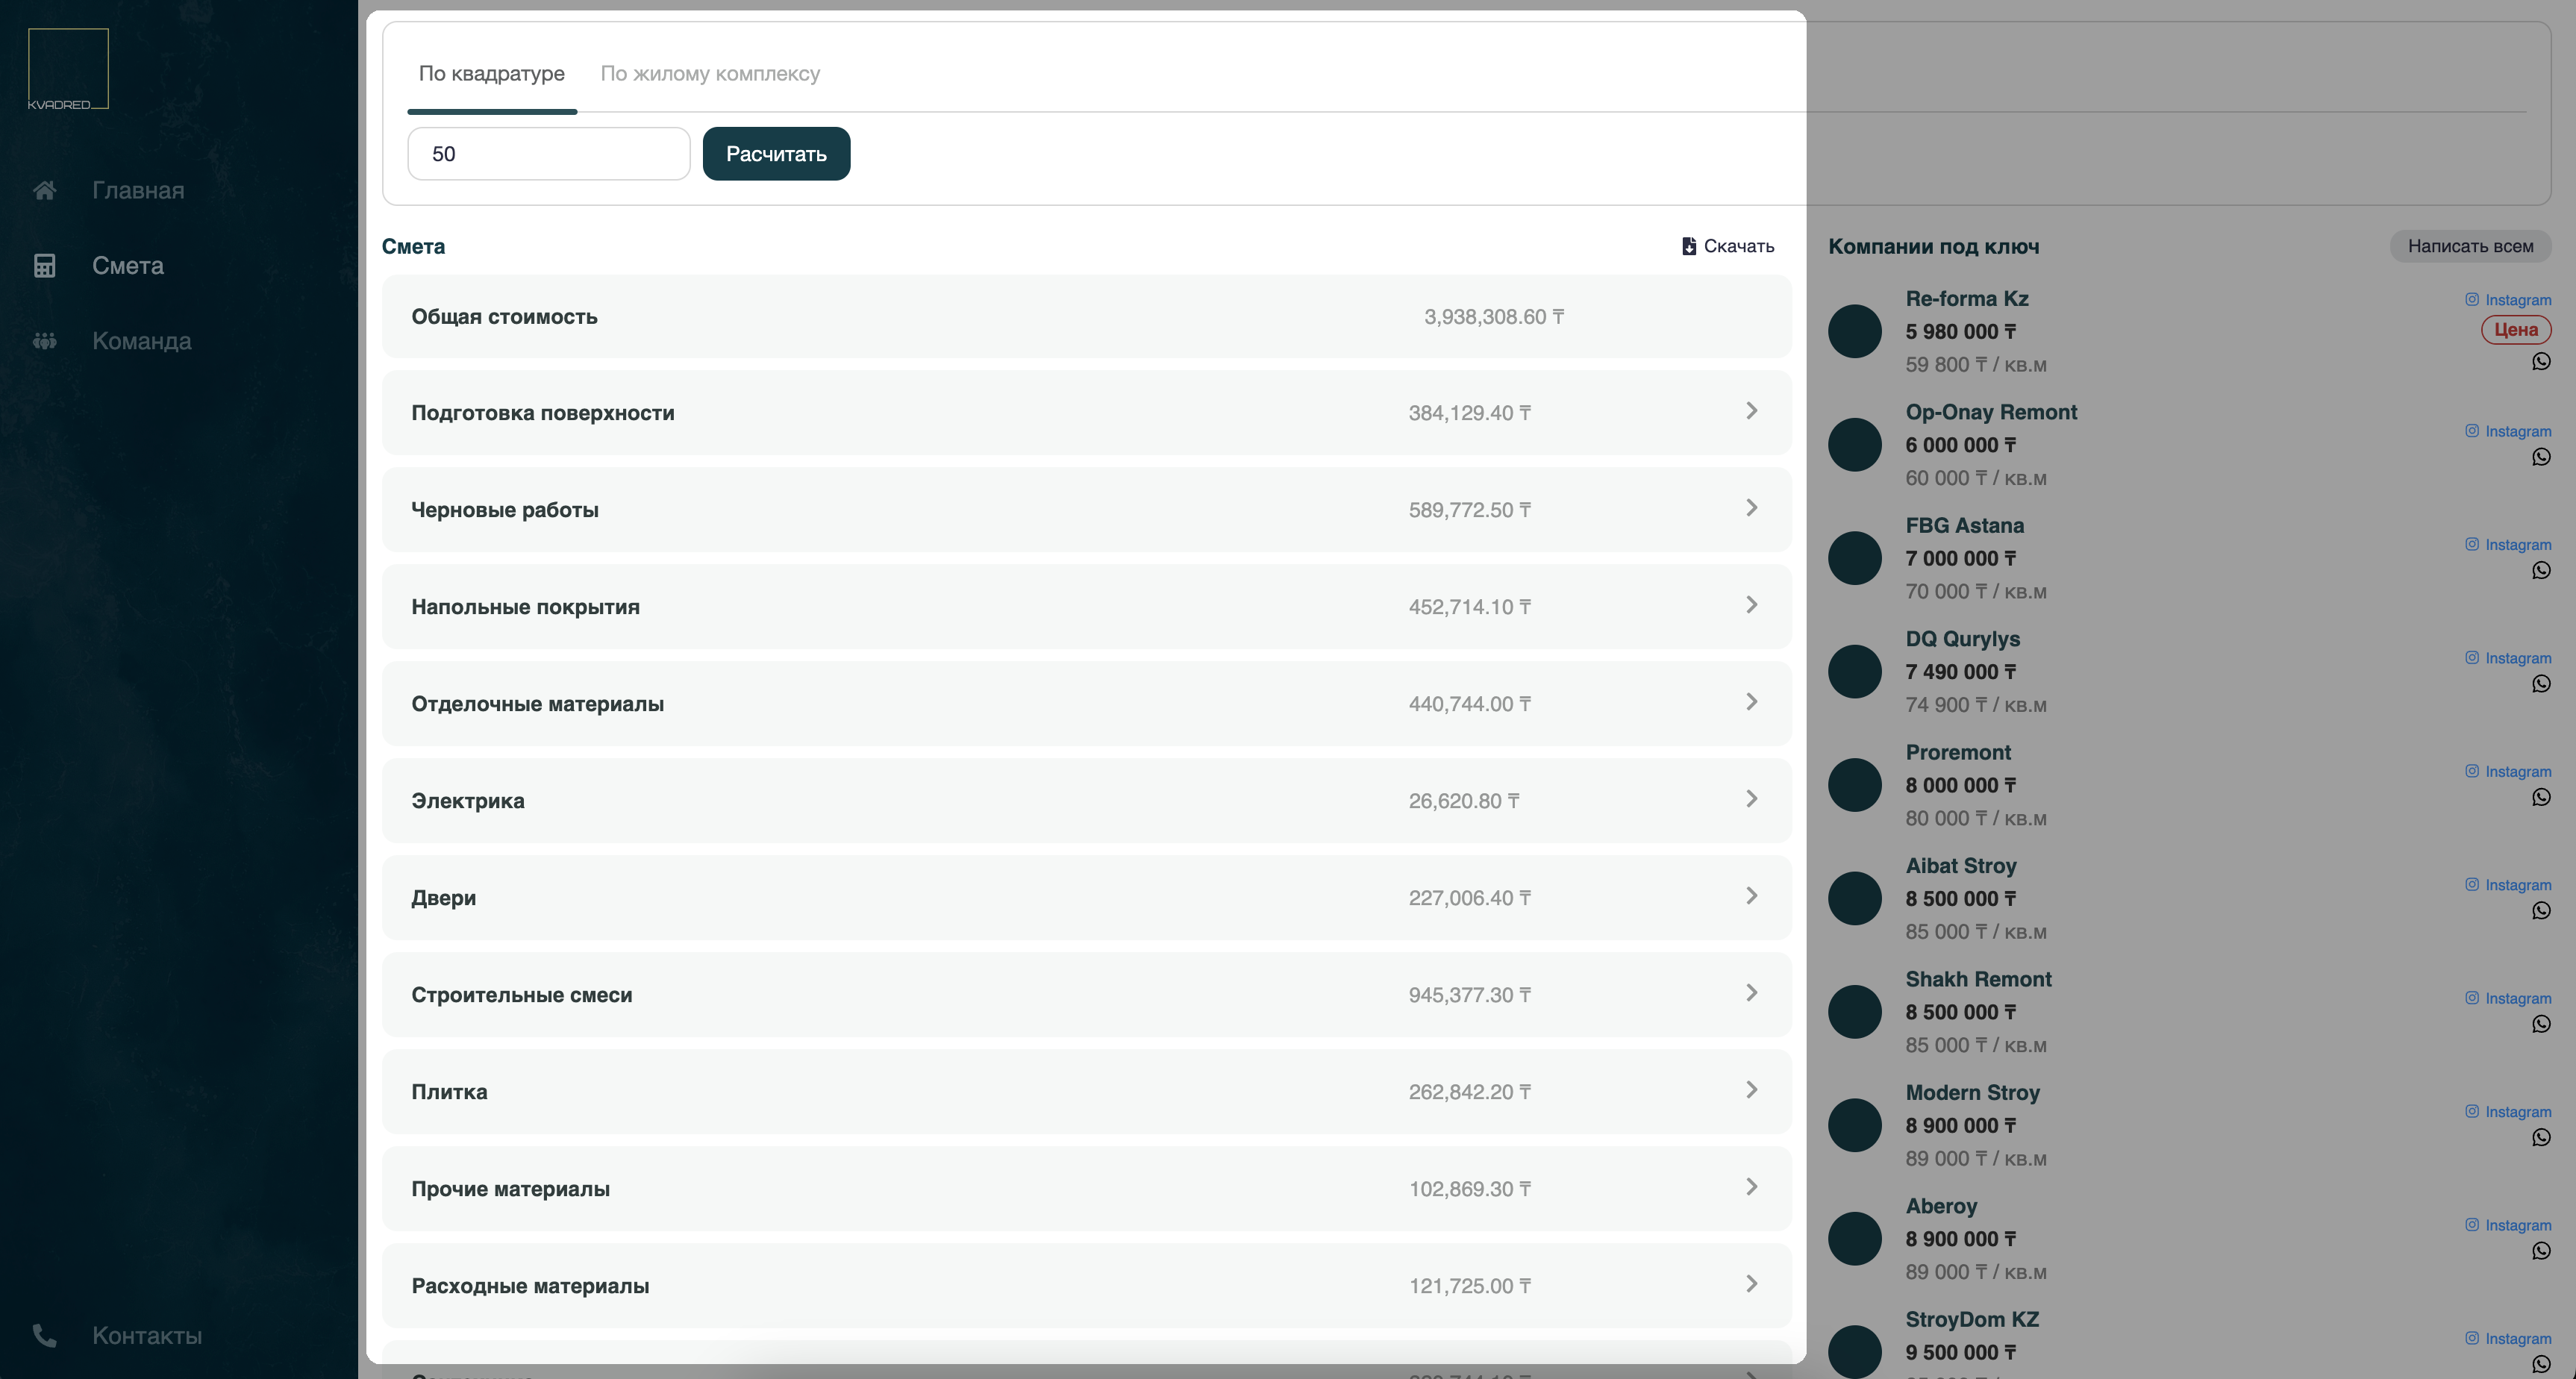 KVADRED
Главная
Смета
Команда
Контакты
По квадратуре По жилому комплексу
50 Расчитать
Смета Скачать
Общая стоимость 3,938,308.60 ₸
Подготовка поверхности 384,129.40 ₸
Черновые работы 589,772.50 ₸
Напольные покрытия 452,714.10 ₸
Отделочные материалы 440,744.00 ₸
Электрика 26,620.80 ₸
Двери 227,006.40 ₸
Строительные смеси 945,377.30 ₸
Плитка 262,842.20 ₸
Прочие материалы 102,869.30 ₸
Расходные материалы 121,725.00 ₸
Компании под ключ Написать всем
Re-forma Kz Instagram
5 980 000 ₸ Цена
59 800 ₸ / кв.м
Op-Onay Remont Instagram
6 000 000 ₸
60 000 ₸ / кв.м
FBG Astana Instagram
7 000 000 ₸
70 000 ₸ / кв.м
DQ Qurylys Instagram
7 490 000 ₸
74 900 ₸ / кв.м
Proremont Instagram
8 000 000 ₸
80 000 ₸ / кв.м
Aibat Stroy Instagram
8 500 000 ₸
85 000 ₸ / кв.м
Shakh Remont Instagram
8 500 000 ₸
85 000 ₸ / кв.м
Modern Stroy Instagram
8 900 000 ₸
89 000 ₸ / кв.м
Aberoy Instagram
8 900 000 ₸
89 000 ₸ / кв.м
StroyDom KZ Instagram
9 500 000 ₸